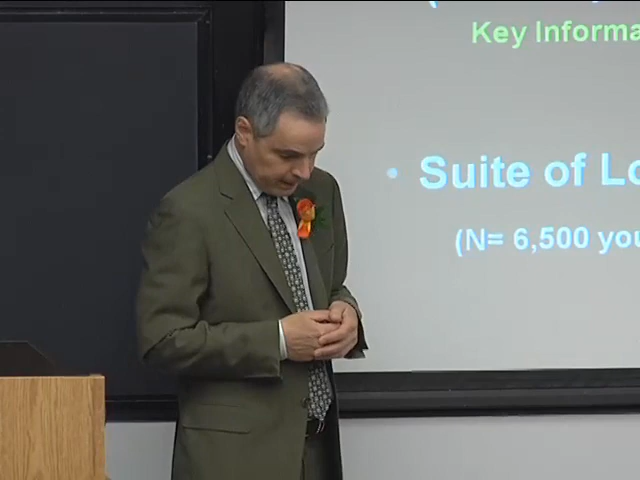 Key Informa
• Suite of Lo
(N= 6,500 you